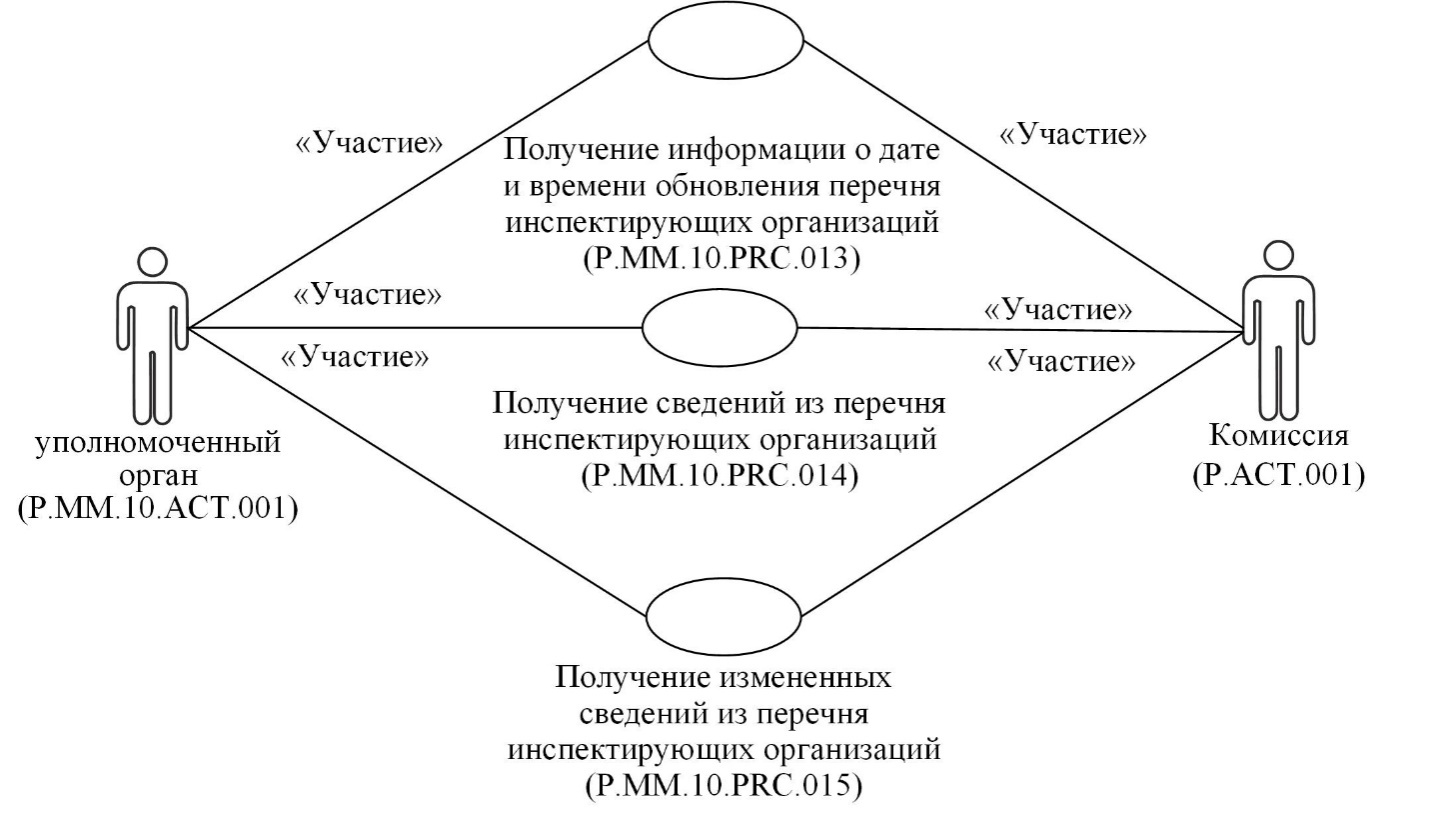 «Участие»
«Участие»
Получение информации о дате
и времени обновления перечня
инспектирующих организаций
(P.MM.10.PRC.013)
«Участие»
«Участие»
«Участие»
«Участие»
Получение сведений из перечня
инспектирующих организаций
(P.MM.10.PRC.014)
уполномоченный
орган
(P.MM.10.ACT.001)
Комиссия
(P.ACT.001)
Получение измененных
сведений из перечня
инспектирующих организаций
(P.MM.10.PRC.015)